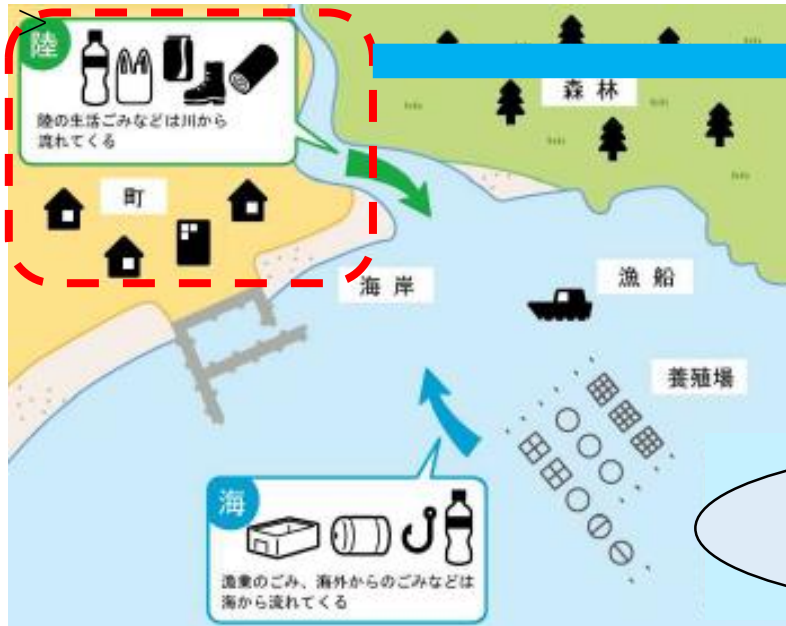 陸
陸の生活ごみなどは川から
流れてくる
森林
町
海岸
漁船
養殖場
海
漁業のごみ、海外からのごみなどは
海から流れてくる